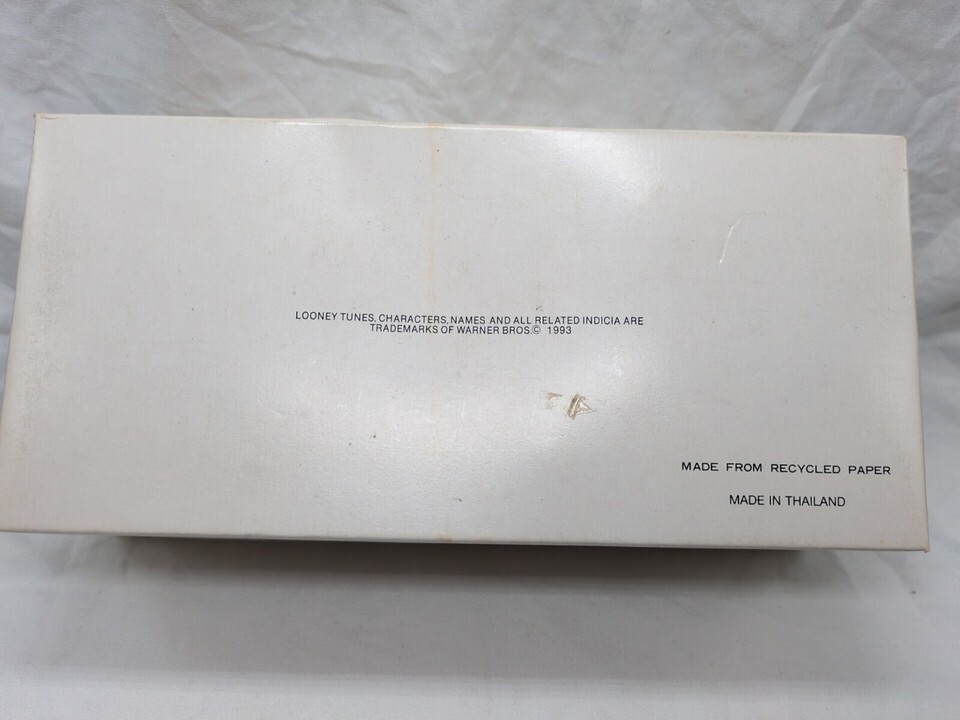 LOONEY TUNES, CHARACTERS, NAMES AND ALL RELATED INDICIA ARE
TRADEMARKS OF WARNER BROS.© 1993
MADE FROM RECYCLED PAPER
MADE IN THAILAND